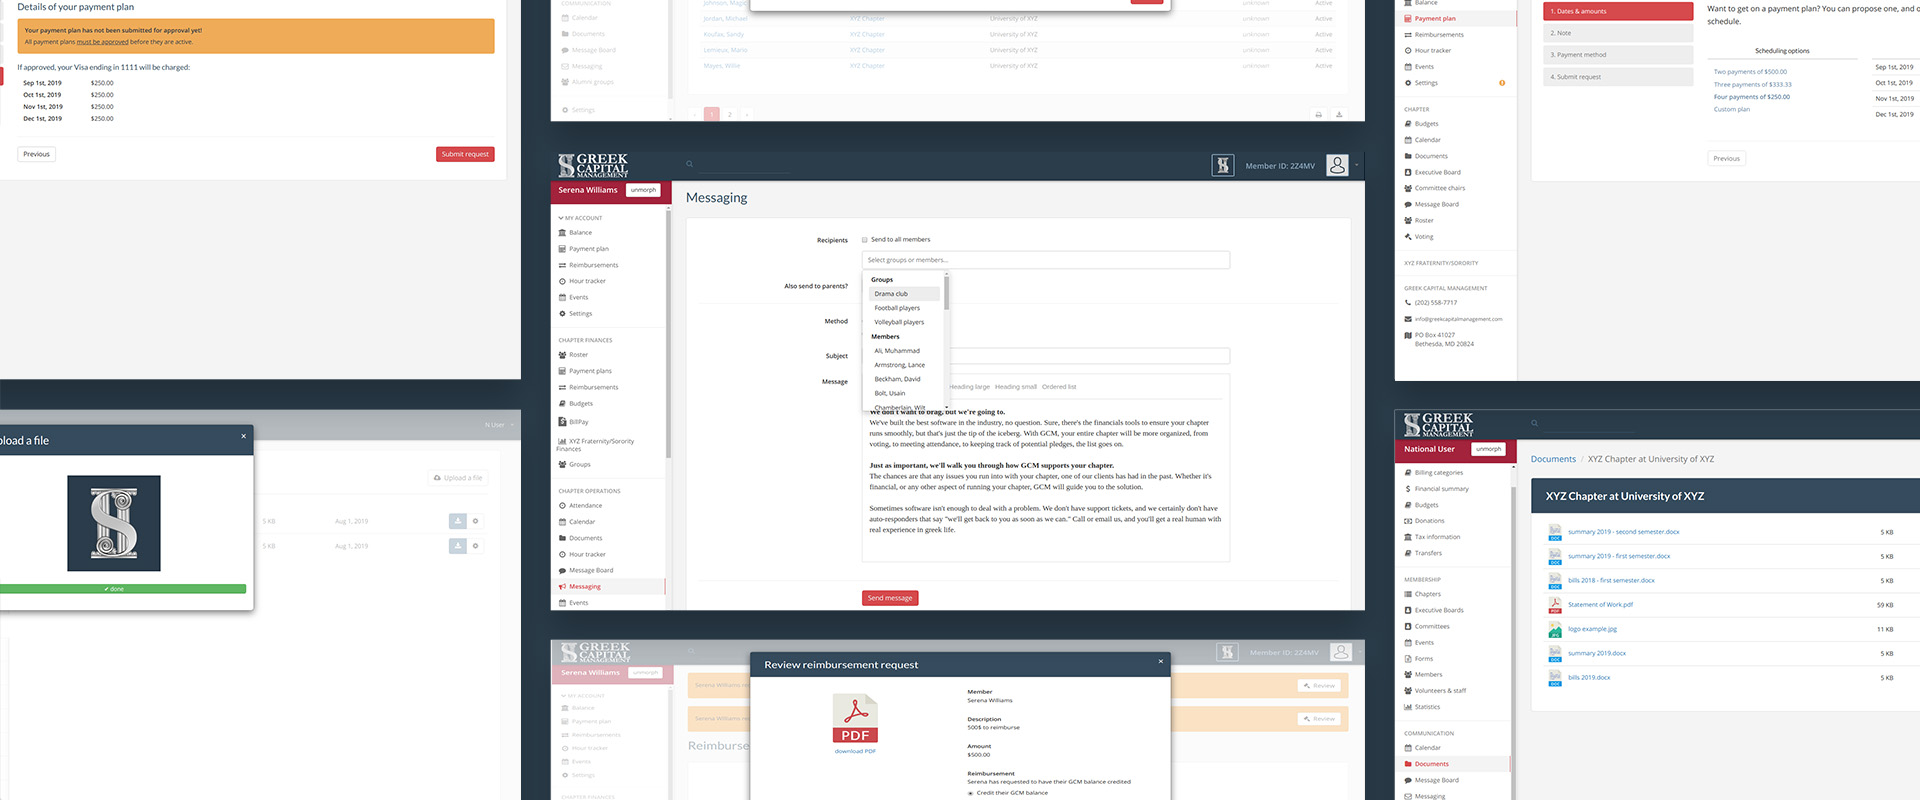 Details of your payment plan
Your payment plan has not been submitted for approval yet!
All payment plans must be approved before they are active.
If approved, your Visa ending in 1111 will be charged:
Sep 1st, 2019 $250.00
Oct 1st, 2019 $250.00
Nov 1st, 2019 $250.00
Dec 1st, 2019 $250.00
Previous
Submit request
COMMUNICATION
Calendar
Documents
Message Board
Messaging
Alumni groups
Settings
Johnson, Magic
Active
Jordan, Michael XYZ Chapter University of XYZ unknown Active
Koufax, Sandy XYZ Chapter University of XYZ unknown Active
Lemieux, Mario XYZ Chapter University of XYZ unknown Active
Mayes, Willie XYZ Chapter University of XYZ unknown Active
1 2
Balance
Payment plan
Reimbursements
Hour tracker
Events
Settings
CHAPTER
Budgets
Calendar
Documents
Executive Board
Committee chairs
Message Board
Roster
Voting
XYZ FRATERNITY/SORORITY
GREEK CAPITAL MANAGEMENT
(202) 558-7717
info@greekcapitalmanagement.com
PO Box 41027
Bethesda, MD 20824
1. Dates & amounts
2. Note
3. Payment method
4. Submit request
Want to get on a payment plan? You can propose one, and o
schedule.
Scheduling options
Two payments of $500.00
Three payments of $333.33
Four payments of $250.00
Custom plan
Sep 1st, 2019
Oct 1st, 2019
Nov 1st, 2019
Dec 1st, 2019
Previous
GREEK
CAPITAL
MANAGEMENT
Member ID: 2Z4MV
Serena Williams unmorph
MY ACCOUNT
Balance
Payment plan
Reimbursements
Hour tracker
Events
Settings
CHAPTER FINANCES
Roster
Payment plans
Reimbursements
Budgets
BillPay
XYZ Fraternity/Sorority
Finances
Groups
CHAPTER OPERATIONS
Attendance
Calendar
Documents
Hour tracker
Message Board
Messaging
Events
Messaging
Recipients
Send to all members
Select groups or members...
Also send to parents?
Method
Subject
Message
Groups
Drama club
Football players
Volleyball players
Members
Ali, Muhammad
Armstrong, Lance
Beckham, David
Bolt, Usain
Chamberlain, Wilt
Heading large Heading small Ordered list
We don't want to brag, but we're going to.
We've built the best software in the industry, no question. Sure, there's the financials tools to ensure your chapter
runs smoothly, but that's just the tip of the iceberg. With GCM, your entire chapter will be more organized, from
voting, to meeting attendance, to keeping track of potential pledges, the list goes on.
Just as important, we'll walk you through how GCM supports your chapter.
The chances are that any issues you run into with your chapter, one of our clients has had in the past. Whether it's
financial, or any other aspect of running your chapter, GCM will guide you to the solution.
Sometimes software isn't enough to deal with a problem. We don't have support tickets, and we certainly don't have
auto-responders that say "we'll get back to you as soon as we can." Call or email us, and you'll get a real human with
real experience in greek life.
Send message
N User
pload a file
×
✔ done
Upload a file
5 KB Aug 1, 2019
5 KB Aug 1, 2019
GREEK
CAPITAL
MANAGEMENT
Member ID: 2Z4MV
Serena Williams unmorph
MY ACCOUNT
Balance
Payment plan
Reimbursements
Hour tracker
Events
Settings
CHAPTER FINANCES
Serena Williams
Review
Serena Williams
Review
Reimburse
Review reimbursement request
×
PDF
download PDF
Member
Serena Williams
Description
500$ to reimburse
Amount
$500.00
Reimbursement
Serena has requested to have their GCM balance credited
Credit their GCM balance
GREEK
CAPITAL
MANAGEMENT
National User unmorph
Billing categories
Financial summary
Budgets
Donations
Tax information
Transfers
MEMBERSHIP
Chapters
Executive Boards
Committees
Events
Forms
Members
Volunteers & staff
Statistics
COMMUNICATION
Calendar
Documents
Message Board
Messaging
Documents / XYZ Chapter at University of XYZ
XYZ Chapter at University of XYZ
summary 2019 - second semester.docx 5 KB
summary 2019 - first semester.docx 5 KB
bills 2018 - first semester.docx 5 KB
Statement of Work.pdf 59 KB
logo example.jpg 11 KB
summary 2019.docx 5 KB
bills 2019.docx 5 KB